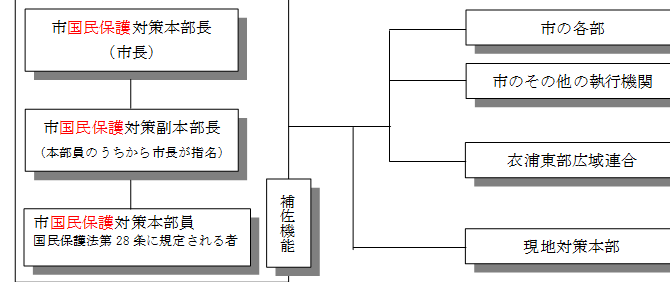 市国民保護対策本部長
（市長）
市国民保護対策副本部長
（本部員のうちから市長が指名）
市国民保護対策本部員
国民保護法第 28 条に規定される者
補佐機能
市の各部
市のその他の執行機関
衣浦東部広域連合
現地対策本部